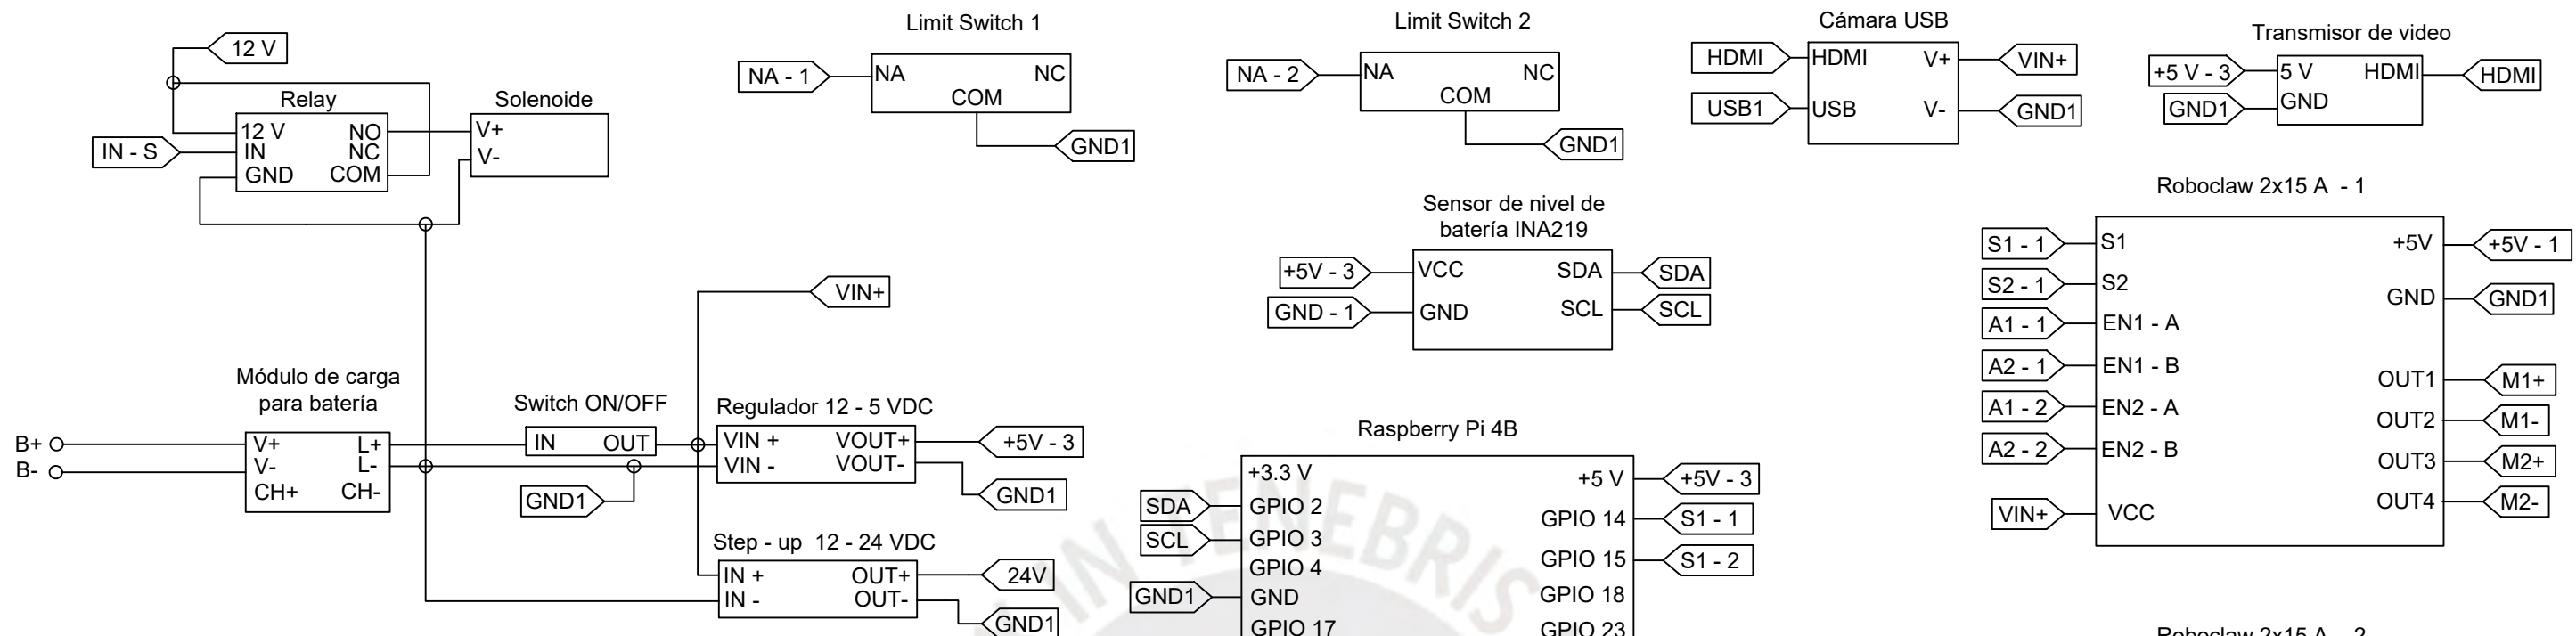 Limit Switch 1
Limit Switch 2
Cámara USB
Transmisor de video
12 V
Relay
Solenoide
12 V
IN
GND
NO
NC
COM
V+
V-
IN - S
NA - 1
NA
NC
COM
GND1
NA - 2
NA
NC
COM
GND1
HDMI
HDMI
V+
VIN+
USB1
USB
V-
GND1
+5 V - 3
5 V
HDMI
HDMI
GND1
GND
Sensor de nivel de
batería INA219
+5V - 3
VCC
SDA
SDA
GND - 1
GND
SCL
SCL
Roboclaw 2x15 A - 1
S1 - 1
S1
+5V
+5V - 1
S2 - 1
S2
GND
GND1
A1 - 1
EN1 - A
A2 - 1
EN1 - B
OUT1
M1+
A1 - 2
EN2 - A
OUT2
M1-
A2 - 2
EN2 - B
OUT3
M2+
VIN+
VCC
OUT4
M2-
VIN+
Módulo de carga
para batería
Switch ON/OFF
Regulador 12 - 5 VDC
B+
V+
L+
IN
OUT
VIN +
VOUT+
+5V - 3
B-
V-
L-
VIN -
VOUT-
CH+
CH-
GND1
GND1
Step - up 12 - 24 VDC
IN +
OUT+
24V
IN -
OUT-
GND1
Raspberry Pi 4B
+3.3 V
+5 V
+5V - 3
SDA
GPIO 2
GPIO 14
S1 - 1
SCL
GPIO 3
GPIO 15
S1 - 2
GPIO 4
GND1
GND
GPIO 18
GPIO 17
GPIO 23
Roboclaw 2x15 A - 2
IN TENEBRIS